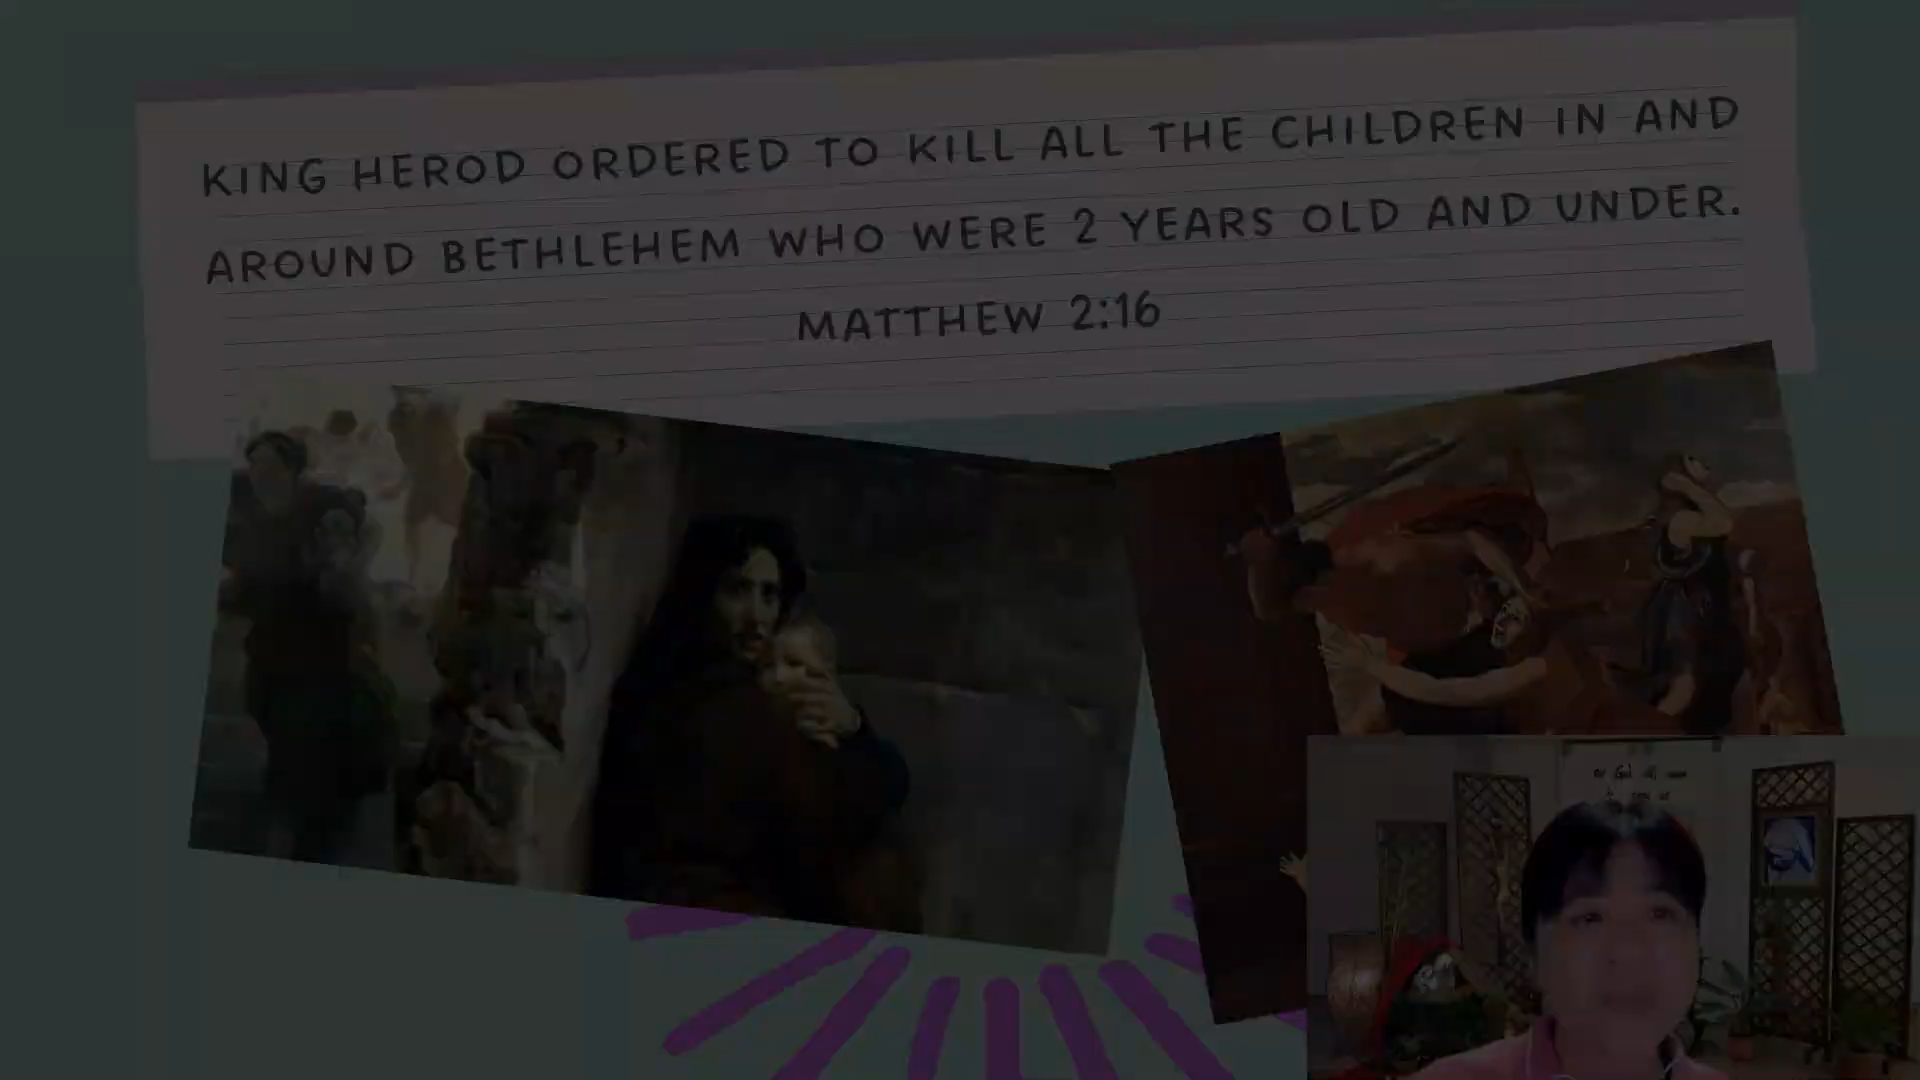 KING HEROD ORDERED TO KILL ALL THE CHILDREN IN AND
AROUND BETHLEHEM WHO WERE 2 YEARS OLD AND UNDER.
MATTHEW 2:16